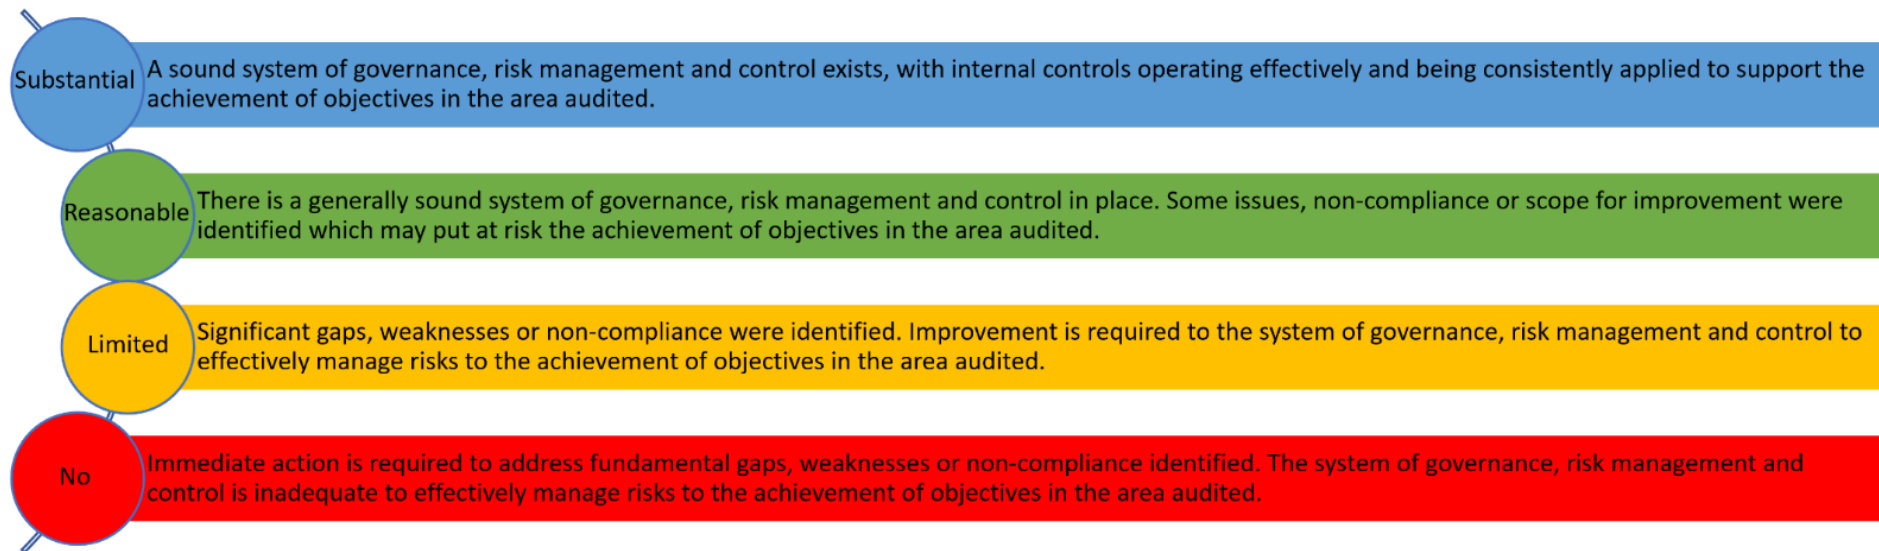 Substantial
A sound system of governance, risk management and control exists, with internal controls operating effectively and being consistently applied to support the
achievement of objectives in the area audited.
Reasonable
There is a generally sound system of governance, risk management and control in place. Some issues, non-compliance or scope for improvement were
identified which may put at risk the achievement of objectives in the area audited.
Limited
Significant gaps, weaknesses or non-compliance were identified. Improvement is required to the system of governance, risk management and control to
effectively manage risks to the achievement of objectives in the area audited.
No
Immediate action is required to address fundamental gaps, weaknesses or non-compliance identified. The system of governance, risk management and
control is inadequate to effectively manage risks to the achievement of objectives in the area audited.